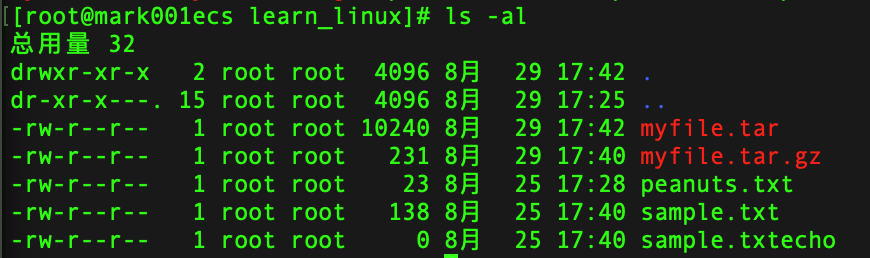 [[root@mark001ecs learn_linux]# ls -al
总用量 32
drwxr-xr-x   2 root root  4096 8月   29 17:42 .
dr-xr-x---. 15 root root  4096 8月   29 17:25 ..
-rw-r--r--   1 root root 10240 8月   29 17:42 myfile.tar
-rw-r--r--   1 root root   231 8月   29 17:40 myfile.tar.gz
-rw-r--r--   1 root root    23 8月   25 17:28 peanuts.txt
-rw-r--r--   1 root root   138 8月   25 17:40 sample.txt
-rw-r--r--   1 root root     0 8月   25 17:40 sample.txtecho